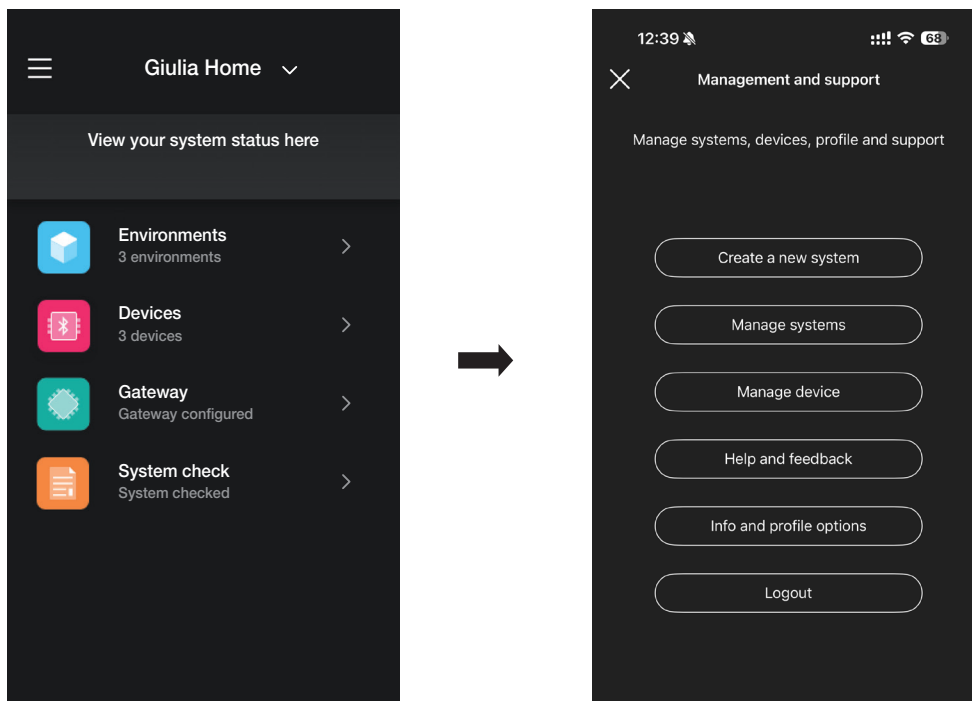 Giulia Home
View your system status here
Environments
3 environments
Devices
3 devices
Gateway
Gateway configured
System check
System checked
12:39
68
Management and support
Manage systems, devices, profile and support
Create a new system
Manage systems
Manage device
Help and feedback
Info and profile options
Logout